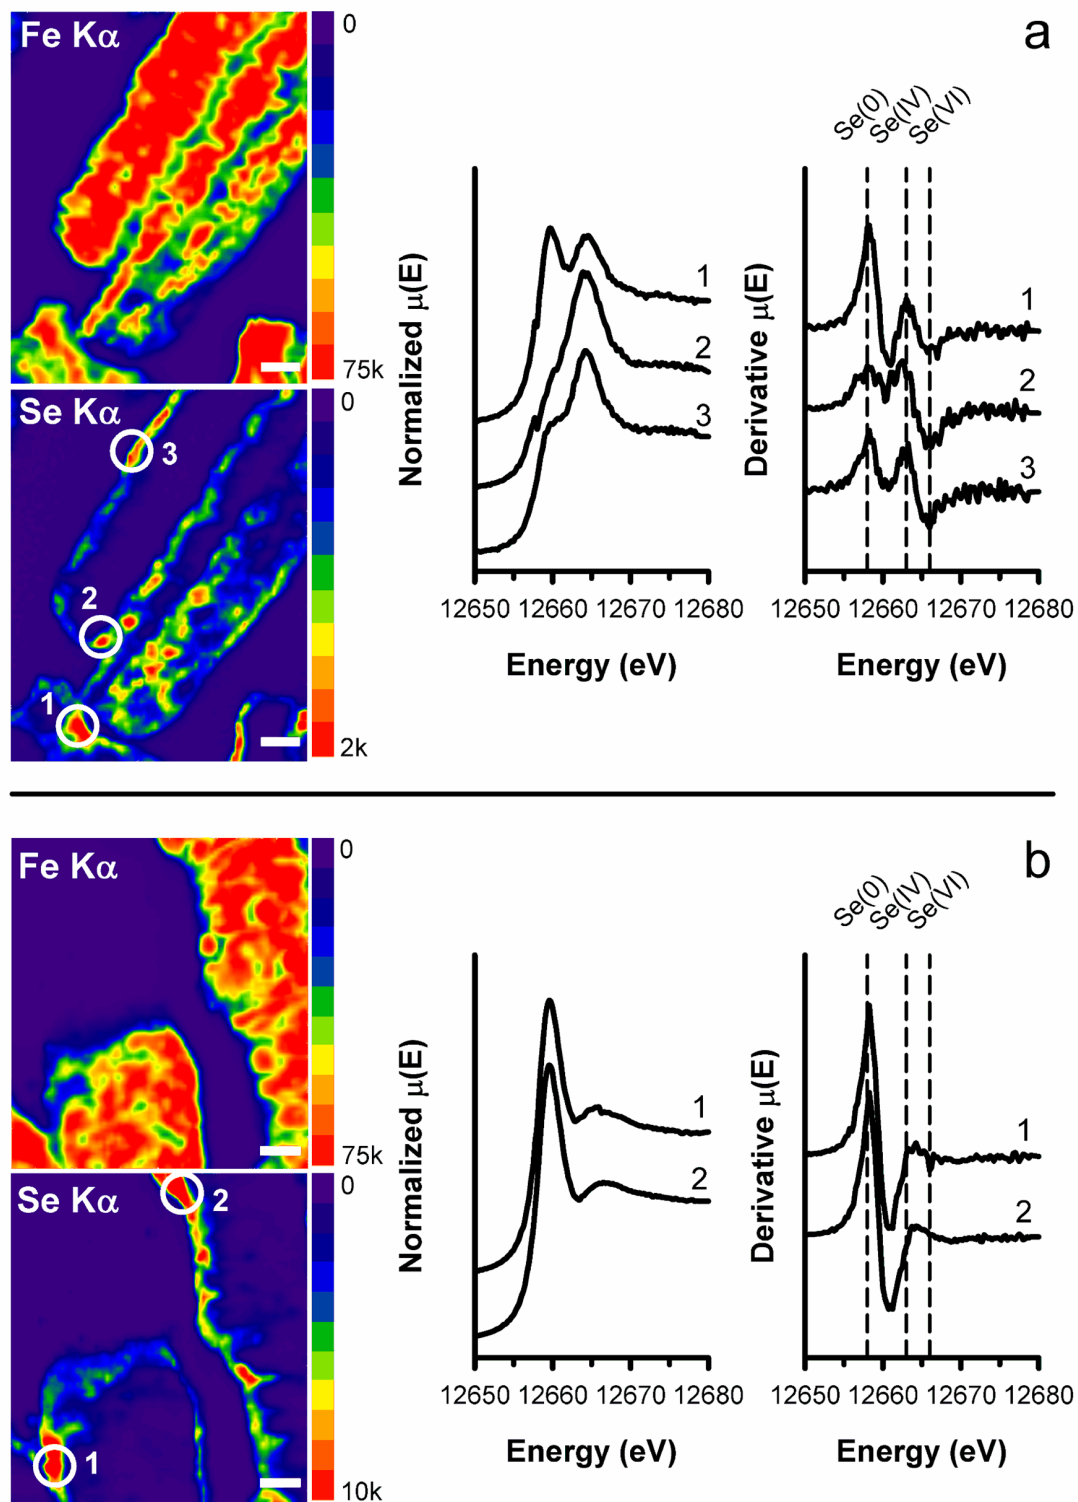 a
Fe Kα
0
75k
Se Kα
0
3
2
1
2k
Normalized μ(E)
1
2
3
12650 12660 12670 12680
Energy (eV)
Se(0)
Se(IV)
Se(VI)
Derivative μ(E)
1
2
3
12650 12660 12670 12680
Energy (eV)
b
Fe Kα
0
75k
Se Kα
0
2
1
10k
Normalized μ(E)
1
2
12650 12660 12670 12680
Energy (eV)
Se(0)
Se(IV)
Se(VI)
Derivative μ(E)
1
2
12650 12660 12670 12680
Energy (eV)